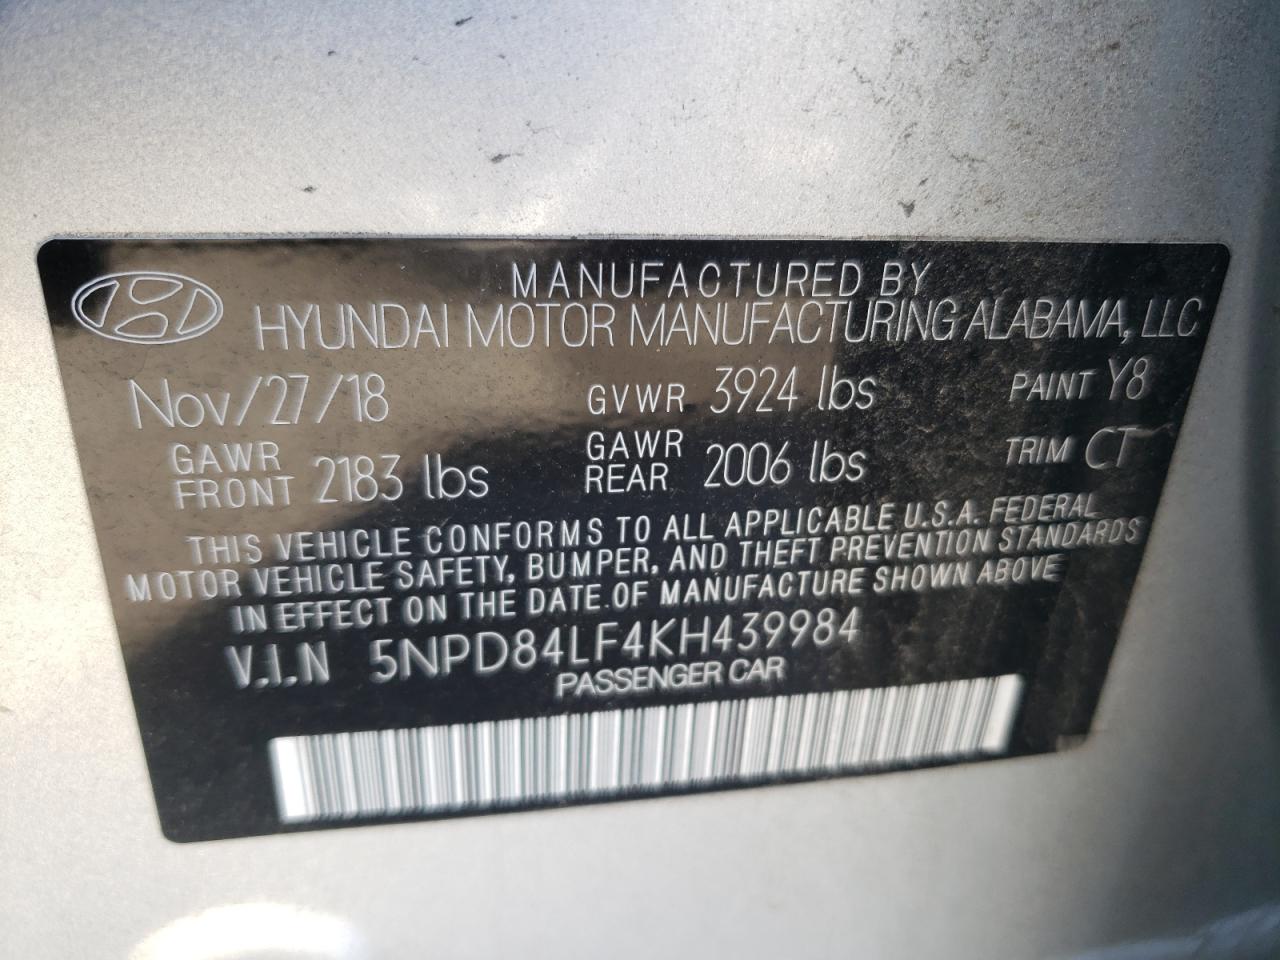 MANUFACTURED BY
HYUNDAI MOTOR MANUFACTURING ALABAMA, LLC
Nov/27/18 GVWR 3924 lbs PAINT Y8
GAWR FRONT 2183 lbs GAWR REAR 2006 lbs TRIM CT
THIS VEHICLE CONFORMS TO ALL APPLICABLE U.S.A. FEDERAL
MOTOR VEHICLE SAFETY, BUMPER, AND THEFT PREVENTION STANDARDS
IN EFFECT ON THE DATE OF MANUFACTURE SHOWN ABOVE
V.I.N 5NPD84LF4KH439984
PASSENGER CAR